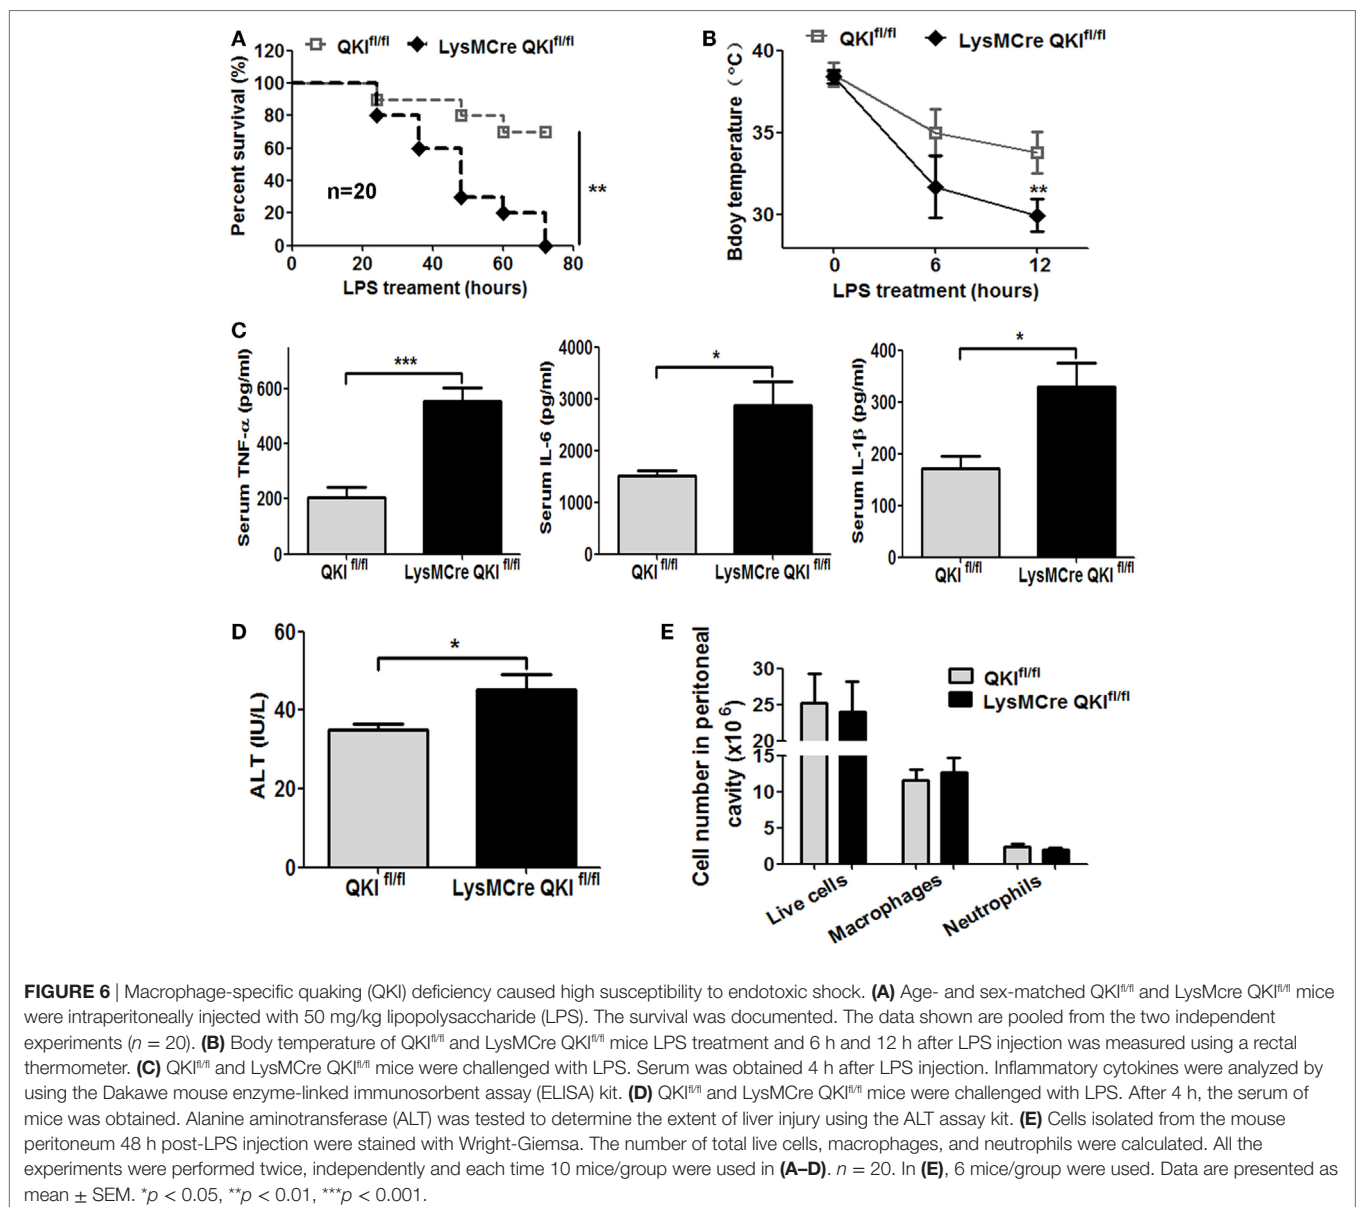 A
QKIfl/fl
LysMCre QKIfl/fl
120
100
80
60
40
20
0
Percent survival (%)
n=20
**
0 20 40 60 80
LPS treament (hours)
B
QKIfl/fl
LysMCre QKIfl/fl
40
35
30
Bdoy temperature (°C)
**
0 6 12
LPS treatment (hours)
C
Serum TNF-α (pg/ml)
600
400
200
0
***
QKI fl/fl LysMCre QKI fl/fl
Serum IL-6 (pg/ml)
4000
3000
2000
1000
0
*
QKI fl/fl LysMCre QKI fl/fl
Serum IL-1β (pg/ml)
400
300
200
100
0
*
QKI fl/fl LysMCre QKI fl/fl
D
ALT (IU/L)
60
40
20
0
*
QKI fl/fl LysMCre QKI fl/fl
E
Cell number in peritoneal
cavity (x10 6)
30
25
20
15
10
5
0
QKIfl/fl
LysMCre QKIfl/fl
Live cells
Macrophages
Neutrophils
FIGURE 6 | Macrophage-specific quaking (QKI) deficiency caused high susceptibility to endotoxic shock. (A) Age- and sex-matched QKIfl/fl and LysMcre QKIfl/fl mice
were intraperitoneally injected with 50 mg/kg lipopolysaccharide (LPS). The survival was documented. The data shown are pooled from the two independent
experiments (n = 20). (B) Body temperature of QKIfl/fl and LysMCre QKIfl/fl mice LPS treatment and 6 h and 12 h after LPS injection was measured using a rectal
thermometer. (C) QKIfl/fl and LysMCre QKIfl/fl mice were challenged with LPS. Serum was obtained 4 h after LPS injection. Inflammatory cytokines were analyzed by
using the Dakawe mouse enzyme-linked immunosorbent assay (ELISA) kit. (D) QKIfl/fl and LysMCre QKIfl/fl mice were challenged with LPS. After 4 h, the serum of
mice was obtained. Alanine aminotransferase (ALT) was tested to determine the extent of liver injury using the ALT assay kit. (E) Cells isolated from the mouse
peritoneum 48 h post-LPS injection were stained with Wright-Giemsa. The number of total live cells, macrophages, and neutrophils were calculated. All the
experiments were performed twice, independently and each time 10 mice/group were used in (A–D). n = 20. In (E), 6 mice/group were used. Data are presented as
mean ± SEM. *p < 0.05, **p < 0.01, ***p < 0.001.